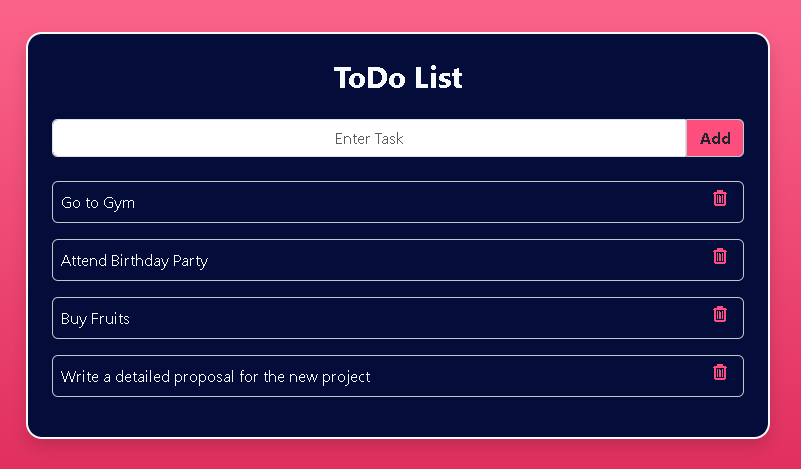 ToDo List
Enter Task
Add
Go to Gym
Attend Birthday Party
Buy Fruits
Write a detailed proposal for the new project